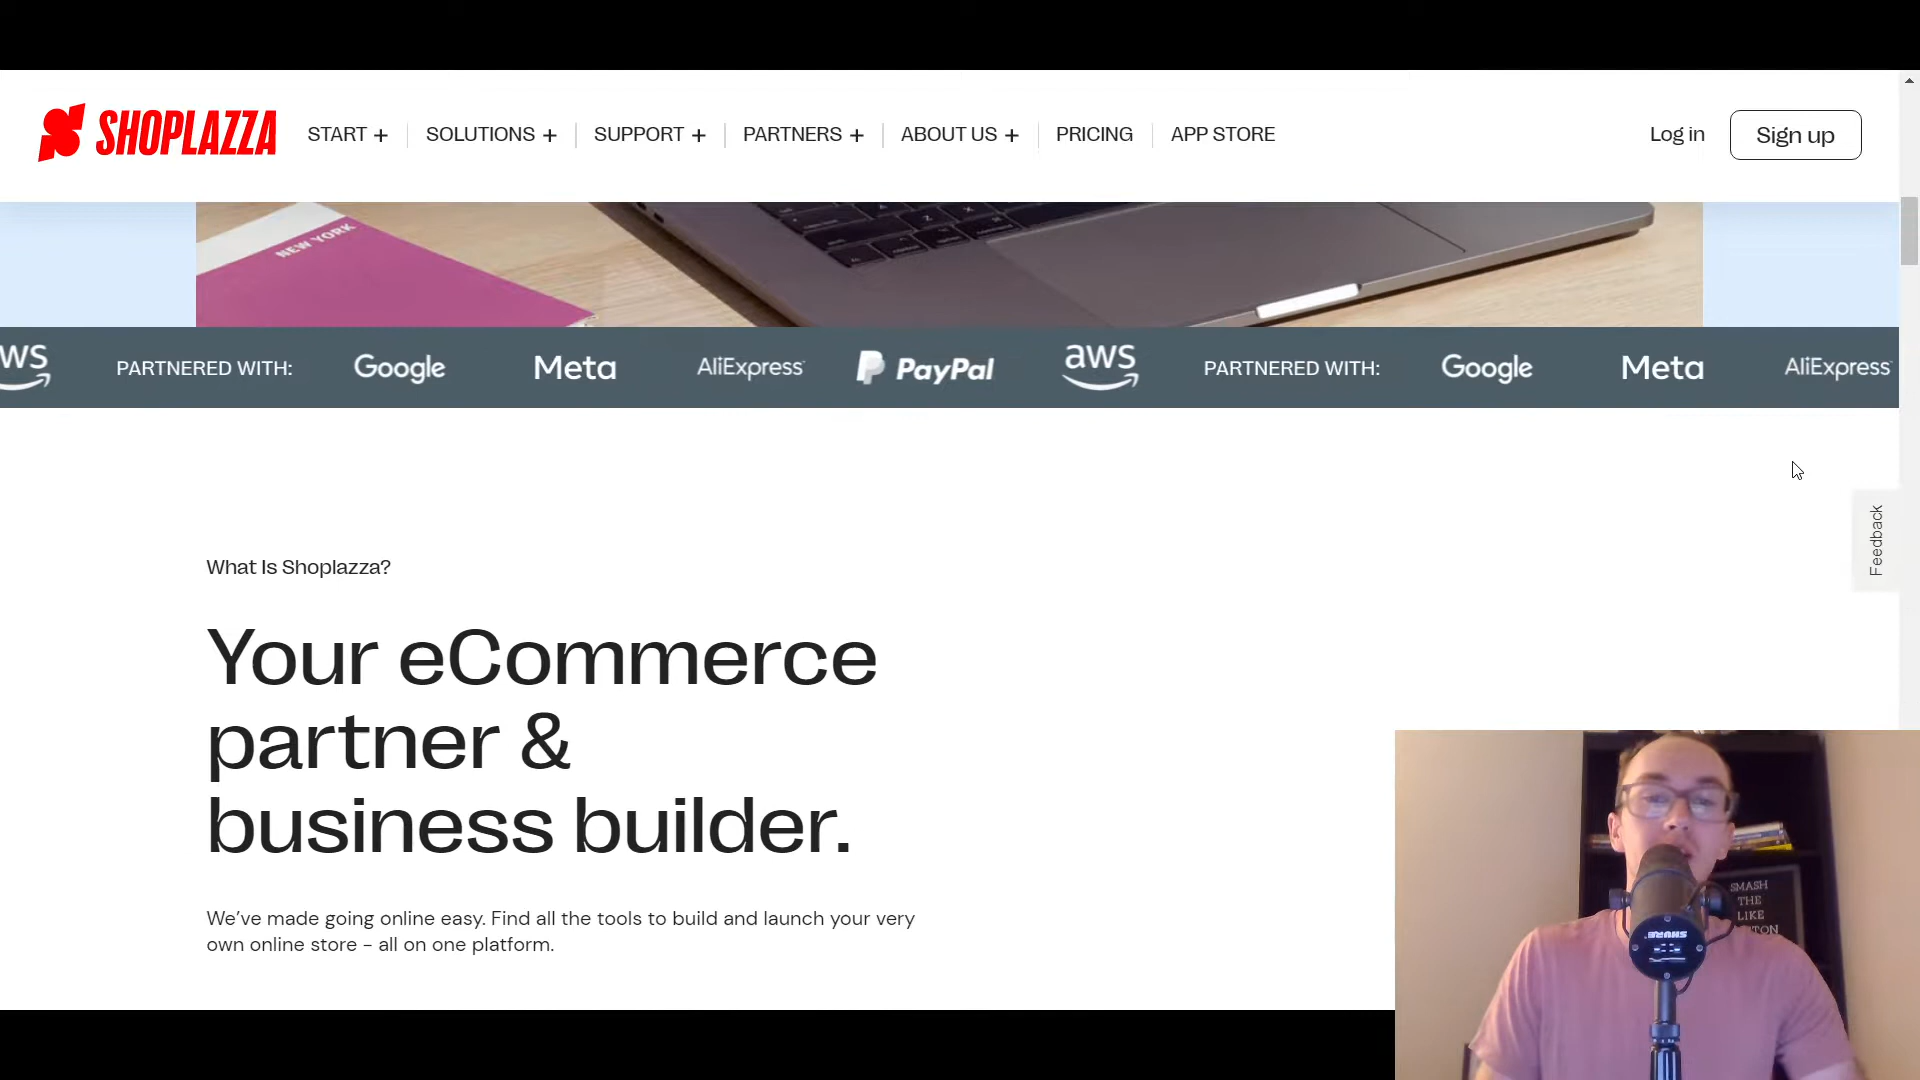 SHOPLAZZA START + SOLUTIONS + SUPPORT + PARTNERS + ABOUT US + PRICING APP STORE Log in Sign up
NEW YORK
WS PARTNERED WITH: Google Meta AliExpress PayPal aws PARTNERED WITH: Google Meta AliExpress
Feedback
What Is Shoplazza?
Your eCommerce
partner &
business builder.
We've made going online easy. Find all the tools to build and launch your very
own online store - all on one platform.
SMASH
THE
LIKE
TON
SHURE